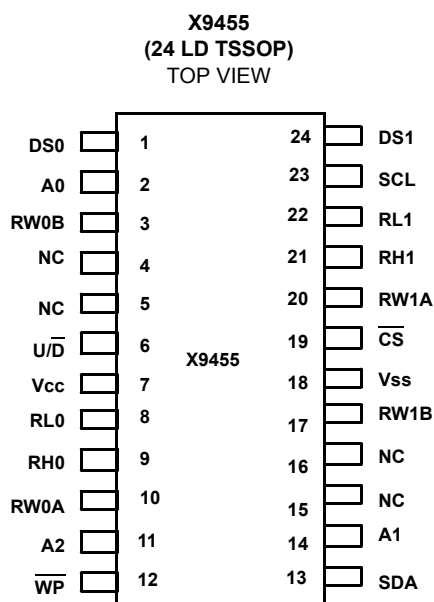 X9455
(24 LD TSSOP)
TOP VIEW
DS0 1 24 DS1
A0 2 23 SCL
RW0B 3 22 RL1
NC 4 21 RH1
NC 5 20 RW1A
U/D̅ 6 19 C̅S̅
X9455
Vcc 7 18 Vss
RL0 8 17 RW1B
RH0 9 16 NC
RW0A 10 15 NC
A2 11 14 A1
W̅P̅ 12 13 SDA